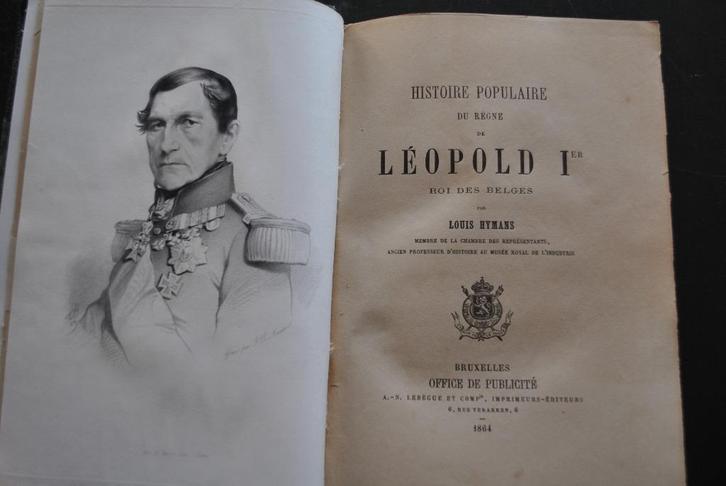 HISTOIRE POPULAIRE
DU RÈGNE
DE
LÉOPOLD IER
ROI DES BELGES
PAR
LOUIS HYMANS
MEMBRE DE LA CHAMBRE DES REPRÉSENTANTS,
ANCIEN PROFESSEUR D'HISTOIRE AU MUSÉE ROYAL DE L'INDUSTRIE
BRUXELLES
OFFICE DE PUBLICITÉ
A.-N. LEBÈGUE ET COMPIE, IMPRIMEURS-ÉDITEURS
6, RUE TERARKEN, 6
1864